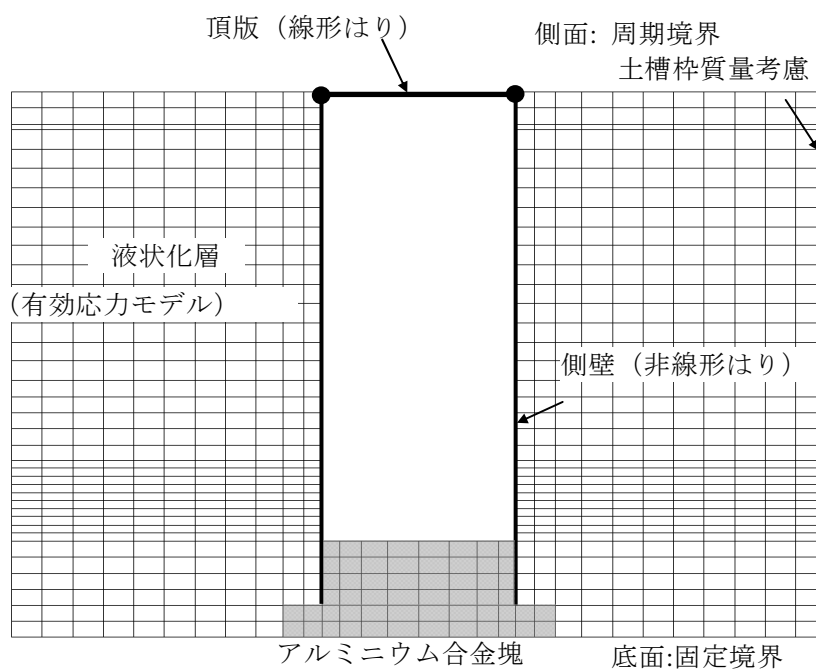 頂版（線形はり）
側面: 周期境界
土槽枠質量考慮
液状化層
(有効応力モデル）
側壁（非線形はり）
アルミニウム合金塊
底面:固定境界